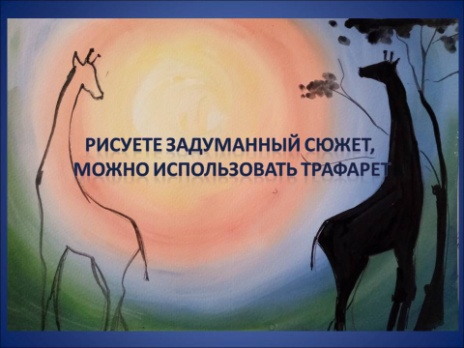 РИСУЕТЕ ЗАДУМАННЫЙ СЮЖЕТ,
МОЖНО ИСПОЛЬЗОВАТЬ ТРАФАРЕТ